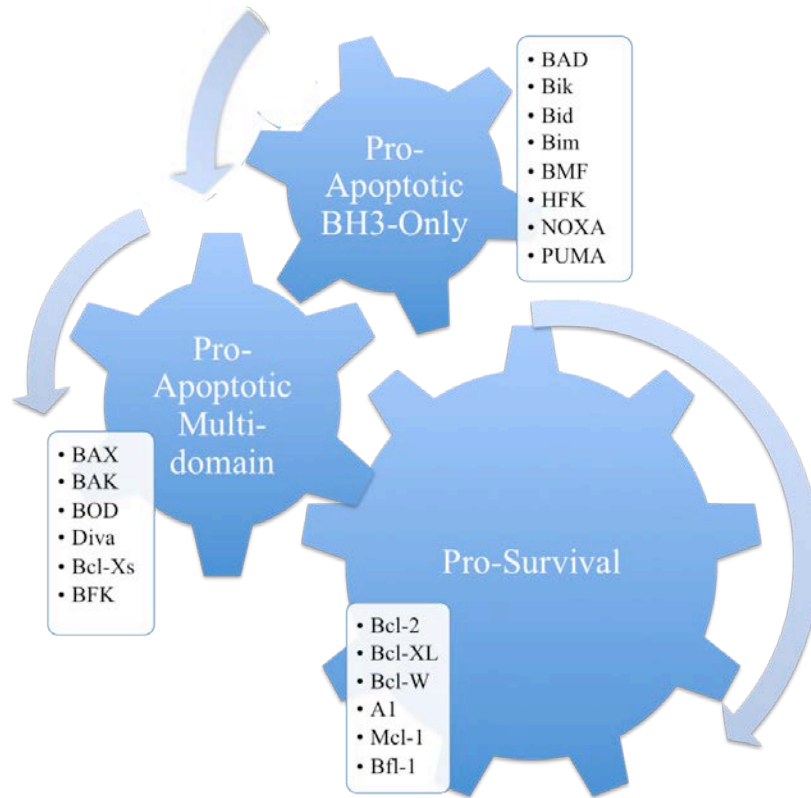 Pro-
Apoptotic
BH3-Only
• BAD
• Bik
• Bid
• Bim
• BMF
• HFK
• NOXA
• PUMA
Pro-
Apoptotic
Multi-
domain
• BAX
• BAK
• BOD
• Diva
• Bcl-Xs
• BFK
Pro-Survival
• Bcl-2
• Bcl-XL
• Bcl-W
• A1
• Mcl-1
• Bfl-1